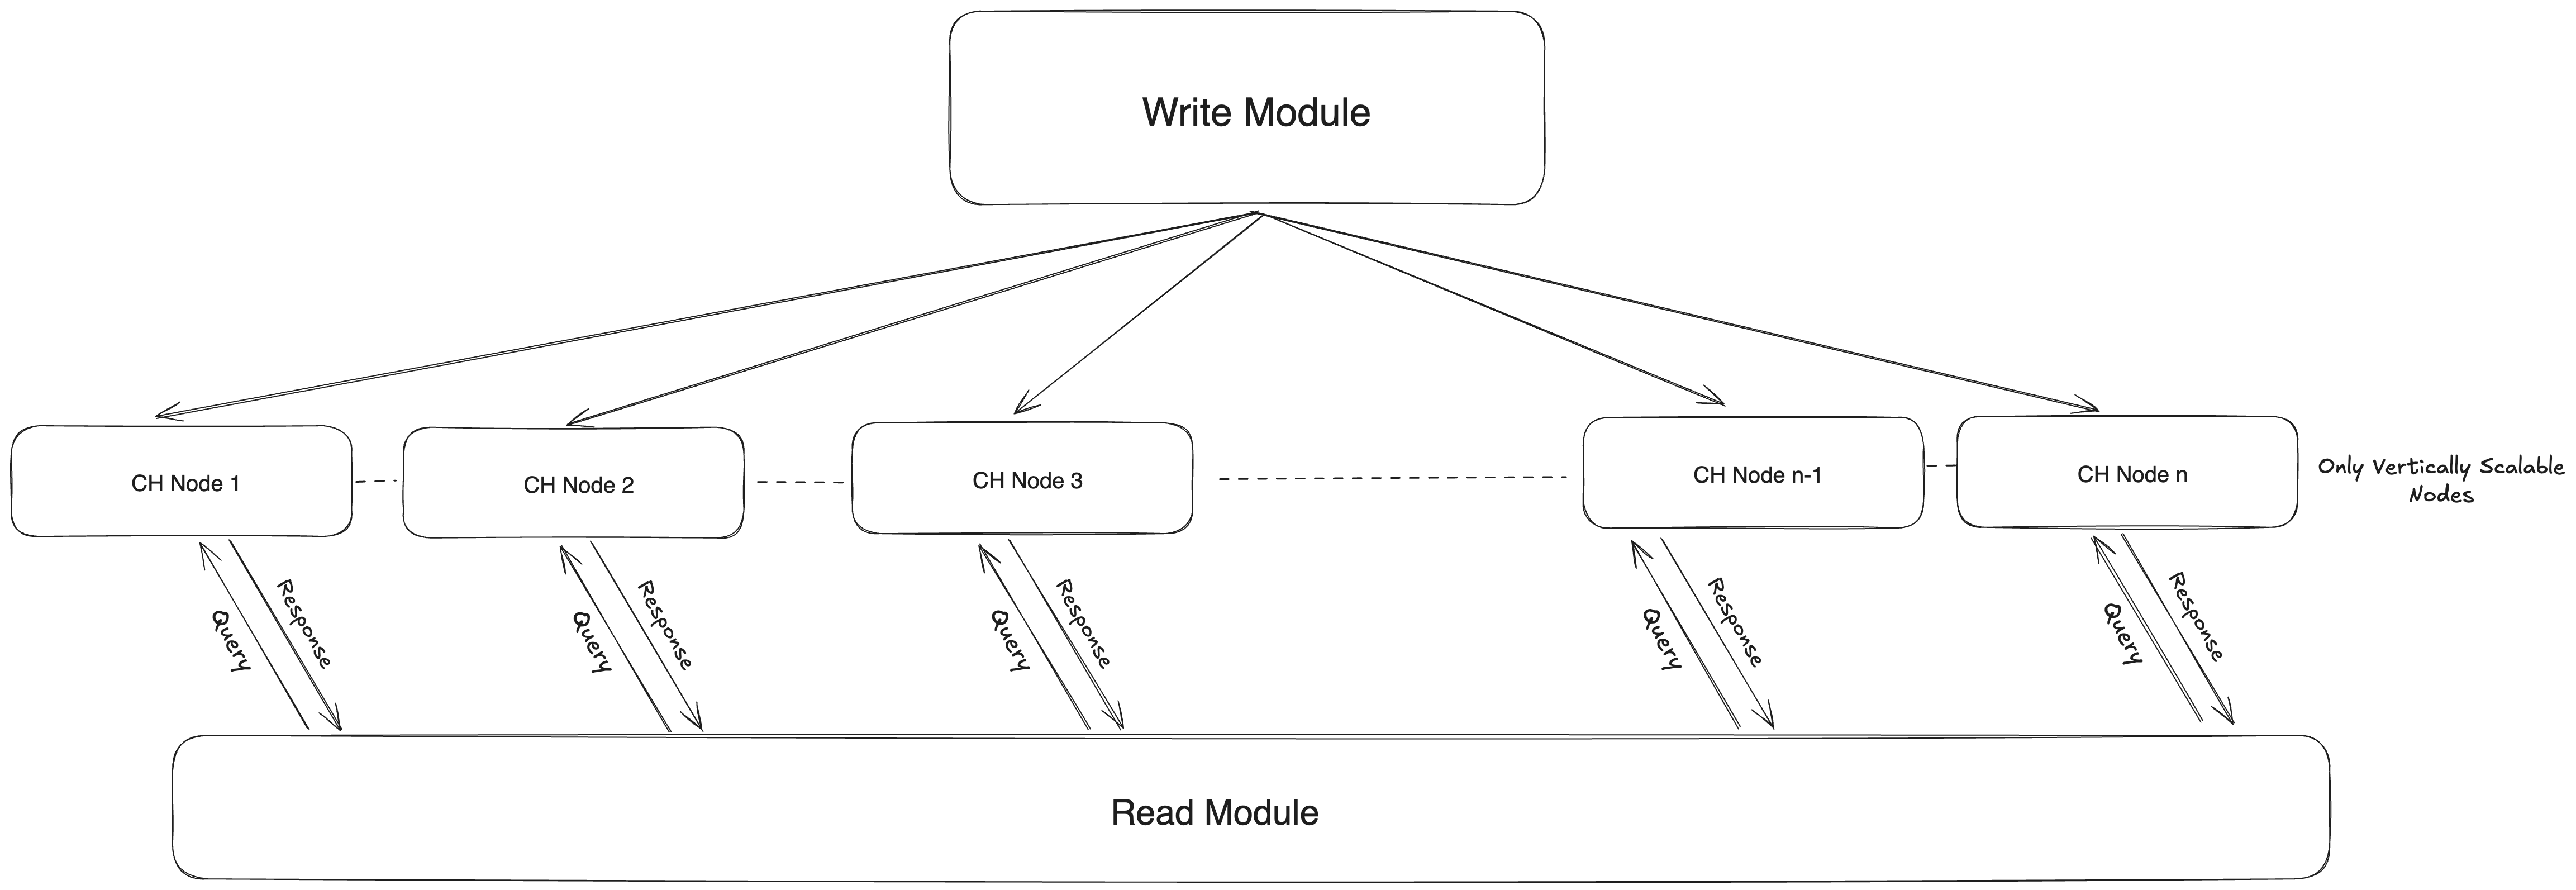 Write Module
CH Node 1
CH Node 2
CH Node 3
CH Node n-1
CH Node n
Only Vertically Scalable
Nodes
Query
Response
Query
Response
Query
Response
Query
Response
Query
Response
Read Module